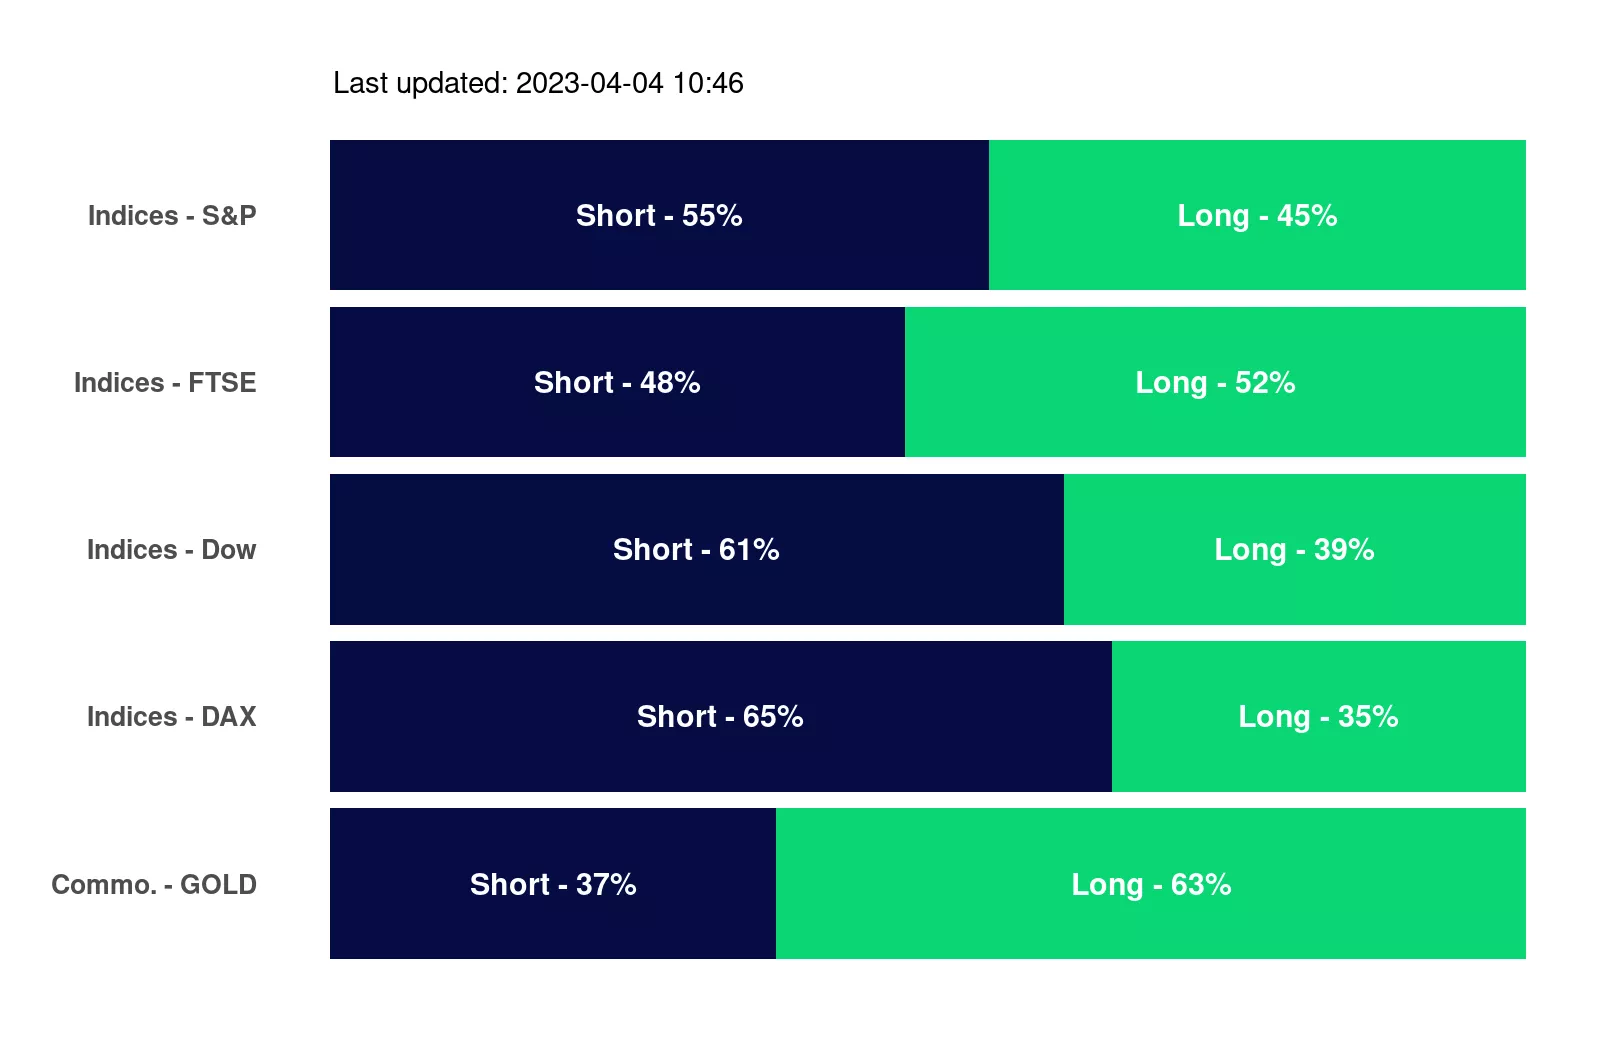 Last updated: 2023-04-04 10:46
Indices - S&P
Short - 55%
Long - 45%
Indices - FTSE
Short - 48%
Long - 52%
Indices - Dow
Short - 61%
Long - 39%
Indices - DAX
Short - 65%
Long - 35%
Commo. - GOLD
Short - 37%
Long - 63%